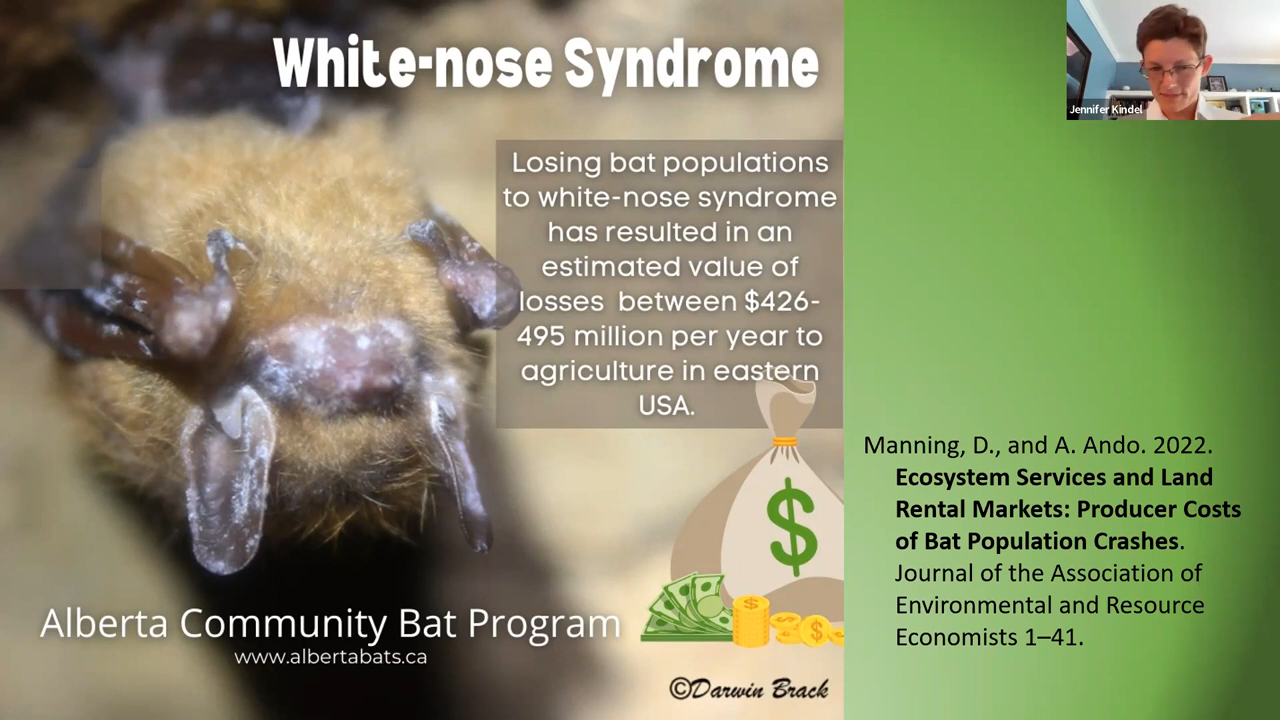 White-nose Syndrome
Jennifer Kindel
Losing bat populations
to white-nose syndrome
has resulted in an
estimated value of
losses between $426-
495 million per year to
agriculture in eastern
USA.
$
Manning, D., and A. Ando. 2022.
Ecosystem Services and Land
Rental Markets: Producer Costs
of Bat Population Crashes.
Journal of the Association of
Environmental and Resource
Economists 1–41.
Alberta Community Bat Program
www.albertabats.ca
©Darwin Brack